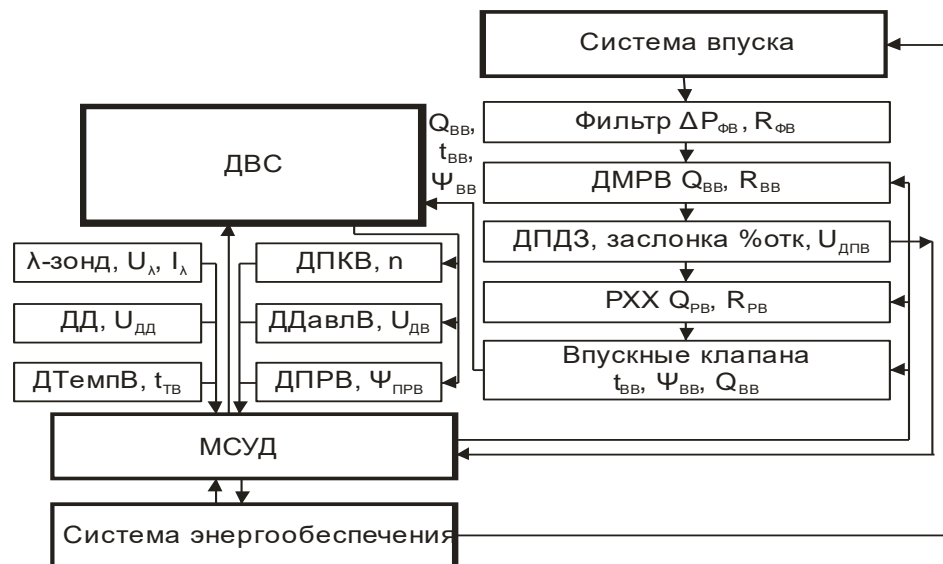 Система впуска
Фильтр ΔP_ФВ, R_ФВ
ДМРВ Q_ВВ, R_ВВ
ДПДЗ, заслонка %отк, U_ДПВ
РХХ Q_РВ, R_РВ
Впускные клапана
t_ВВ, Ψ_ВВ, Q_ВВ
Q_ВВ,
t_ВВ,
Ψ_ВВ
ДВС
λ-зонд, U_λ, I_λ
ДД, U_ДД
ДТемпВ, t_ТВ
ДПКВ, n
ДДавлВ, U_ДВ
ДПРВ, Ψ_ПРВ
МСУД
Система энергообеспечения